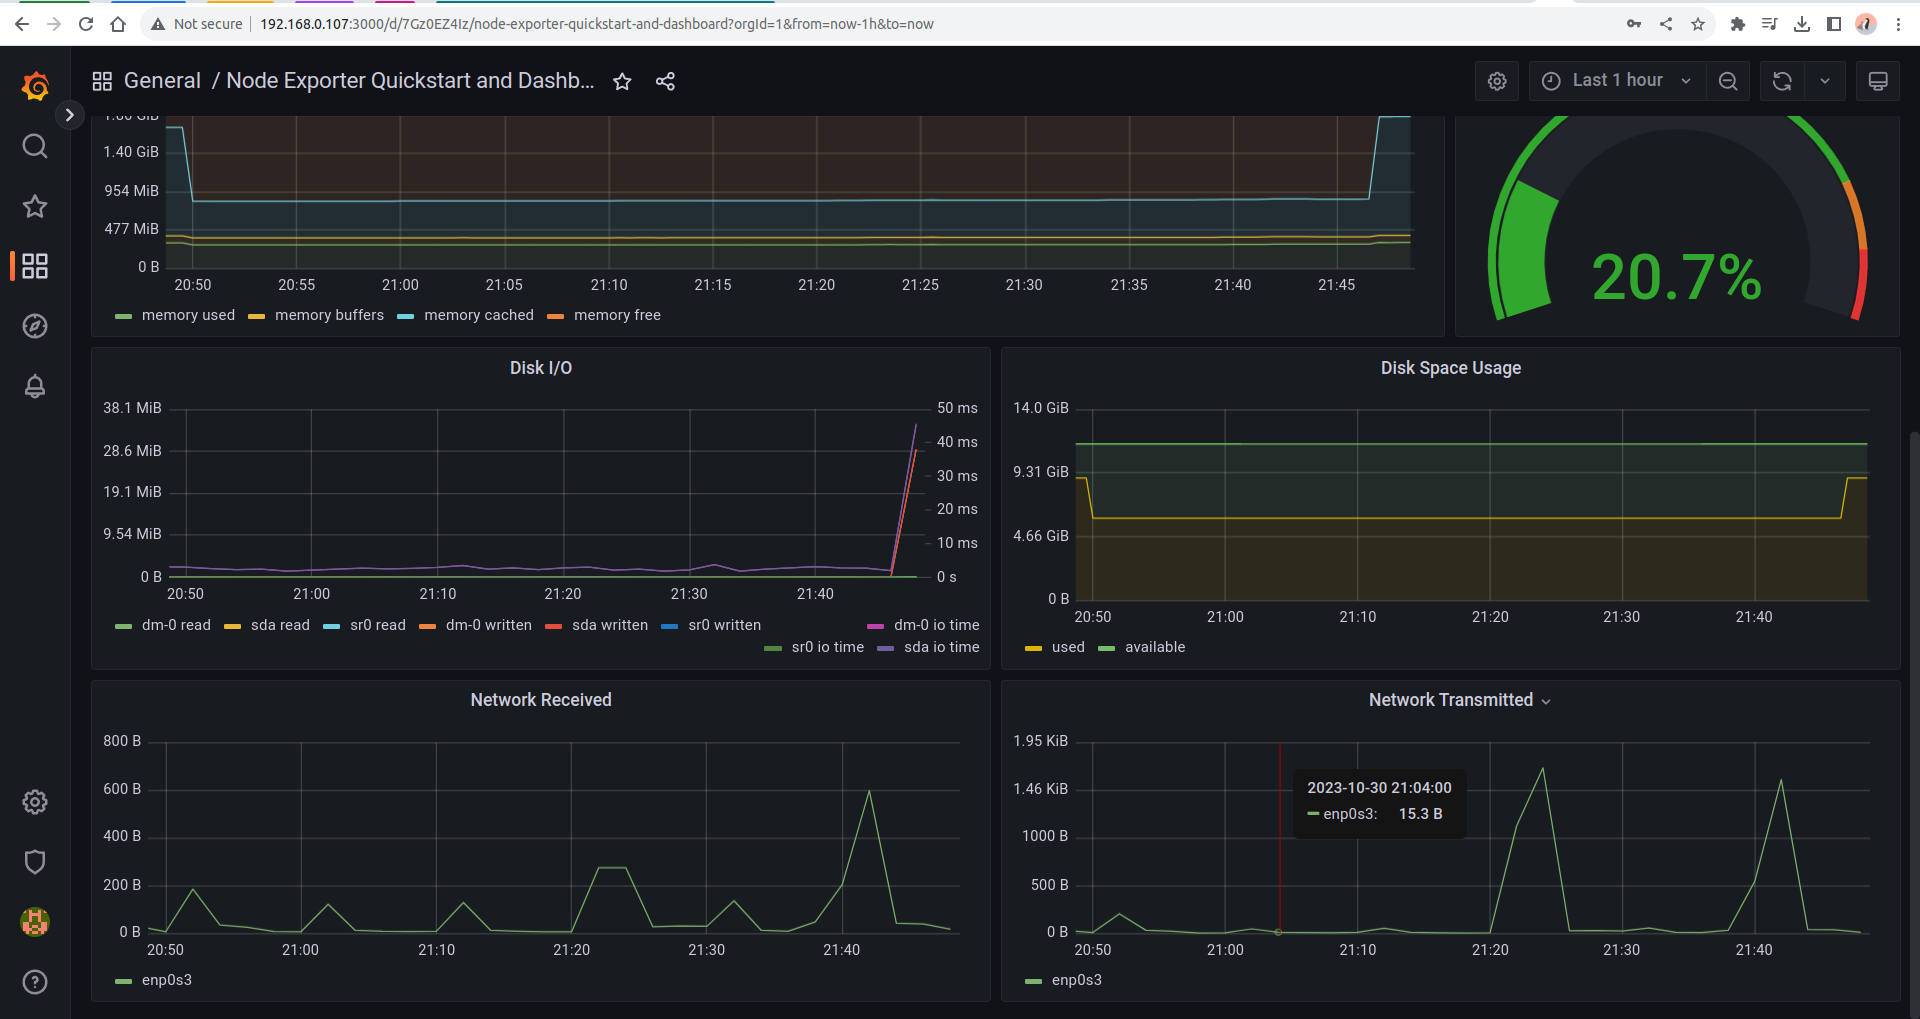 Not secure 192.168.0.107:3000/d/7Gz0EZ4Iz/node-exporter-quickstart-and-dashboard?orgId=1&from=now-1h&to=now
General / Node Exporter Quickstart and Dashb...
Last 1 hour
1.86 GiB
1.40 GiB
954 MiB
477 MiB
0 B
20:50 20:55 21:00 21:05 21:10 21:15 21:20 21:25 21:30 21:35 21:40 21:45
memory used memory buffers memory cached memory free
20.7%
Disk I/O
38.1 MiB
28.6 MiB
19.1 MiB
9.54 MiB
0 B
50 ms
40 ms
30 ms
20 ms
10 ms
0 s
20:50 21:00 21:10 21:20 21:30 21:40
dm-0 read sda read sr0 read dm-0 written sda written sr0 written dm-0 io time
sr0 io time sda io time
Disk Space Usage
14.0 GiB
9.31 GiB
4.66 GiB
0 B
20:50 21:00 21:10 21:20 21:30 21:40
used available
Network Received
800 B
600 B
400 B
200 B
0 B
20:50 21:00 21:10 21:20 21:30 21:40
enp0s3
Network Transmitted
1.95 KiB
1.46 KiB
1000 B
500 B
0 B
2023-10-30 21:04:00
enp0s3: 15.3 B
20:50 21:00 21:10 21:20 21:30 21:40
enp0s3